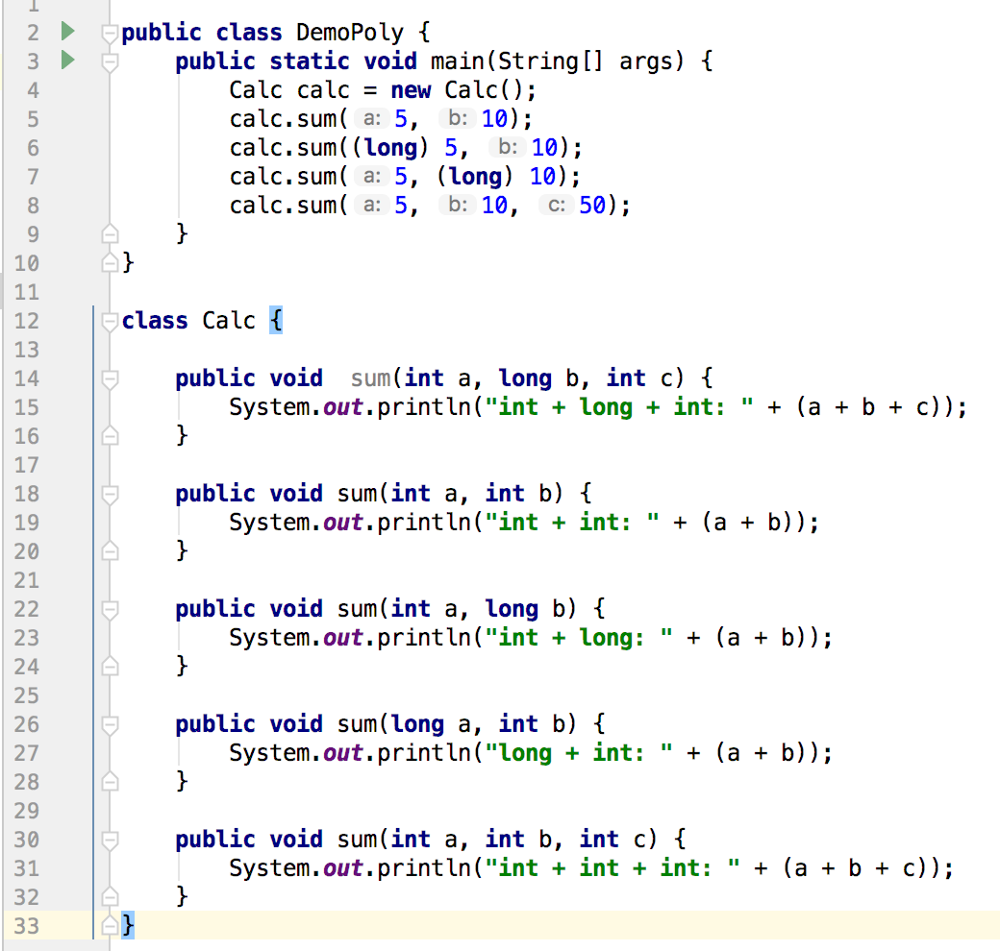 1
2 public class DemoPoly {
3 public static void main(String[] args) {
4 Calc calc = new Calc();
5 calc.sum( a: 5, b: 10);
6 calc.sum((long) 5, b: 10);
7 calc.sum( a: 5, (long) 10);
8 calc.sum( a: 5, b: 10, c: 50);
9 }
10 }
11
12 class Calc {
13
14 public void  sum(int a, long b, int c) {
15 System.out.println("int + long + int: " + (a + b + c));
16 }
17
18 public void sum(int a, int b) {
19 System.out.println("int + int: " + (a + b));
20 }
21
22 public void sum(int a, long b) {
23 System.out.println("int + long: " + (a + b));
24 }
25
26 public void sum(long a, int b) {
27 System.out.println("long + int: " + (a + b));
28 }
29
30 public void sum(int a, int b, int c) {
31 System.out.println("int + int + int: " + (a + b + c));
32 }
33 }